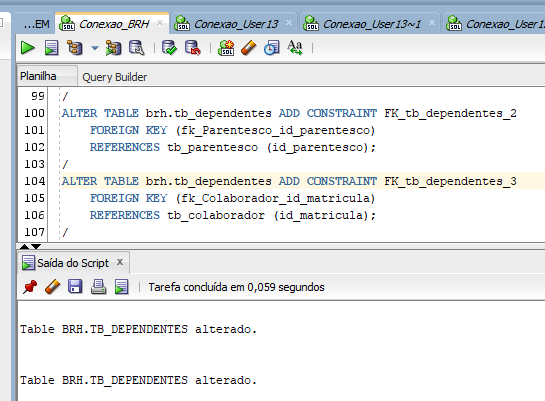 ...EM Conexao_BRH x Conexao_User13 x Conexao_User13~1 x Conexao_User1
Planilha Query Builder
99 /
100 ALTER TABLE brh.tb_dependentes ADD CONSTRAINT FK_tb_dependentes_2
101 FOREIGN KEY (fk_Parentesco_id_parentesco)
102 REFERENCES tb_parentesco (id_parentesco);
103 /
104 ALTER TABLE brh.tb_dependentes ADD CONSTRAINT FK_tb_dependentes_3
105 FOREIGN KEY (fk_Colaborador_id_matricula)
106 REFERENCES tb_colaborador (id_matricula);
107 /
Saída do Script x
Tarefa concluída em 0,059 segundos
Table BRH.TB_DEPENDENTES alterado.
Table BRH.TB_DEPENDENTES alterado.